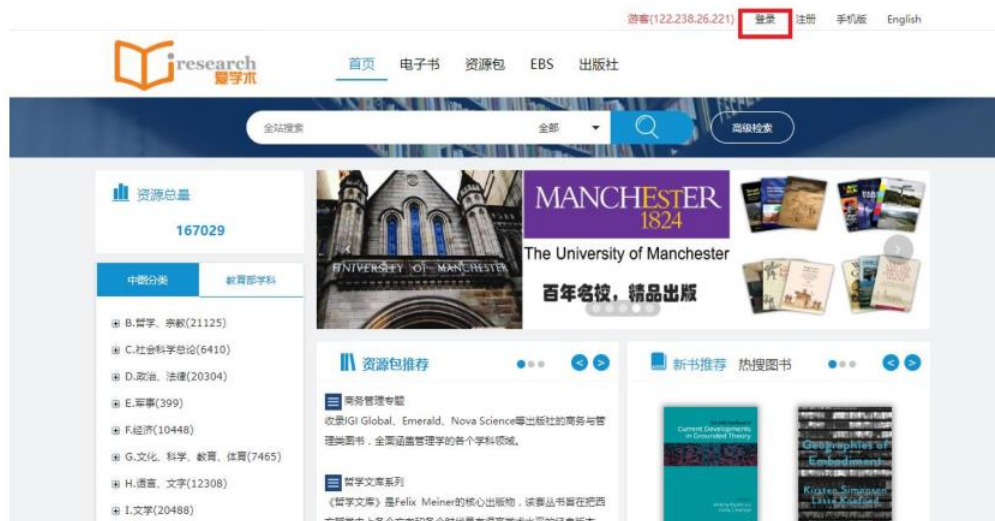 游客(122.238.26.221) 登录 注册 手机版 English
iresearch
爱学术
首页 电子书 资源包 EBS 出版社
全站搜索 全部 高级检索
资源总量
167029
中图分类 教育部学科
B.哲学、宗教(21125)
C.社会科学总论(6410)
D.政治、法律(20304)
E.军事(399)
F.经济(10448)
G.文化、科学、教育、体育(7465)
H.语言、文字(12308)
I.文学(20488)
UNIVERSITY OF MANCHESTER
MANCHESTER
1824
The University of Manchester
百年名校，精品出版
资源包推荐
商务管理专题
收录IGI Global、Emerald、Nova Science等出版社的商务与管
理类图书，全面涵盖管理学的各个学科领域。
哲学文库系列
《哲学文库》是Felix Meiner的核心出版物，该套丛书旨在把西
新书推荐 热搜图书
Current Developments
in Grounded Theory
Geographies of
Embodiment
Kirsten Simonsen